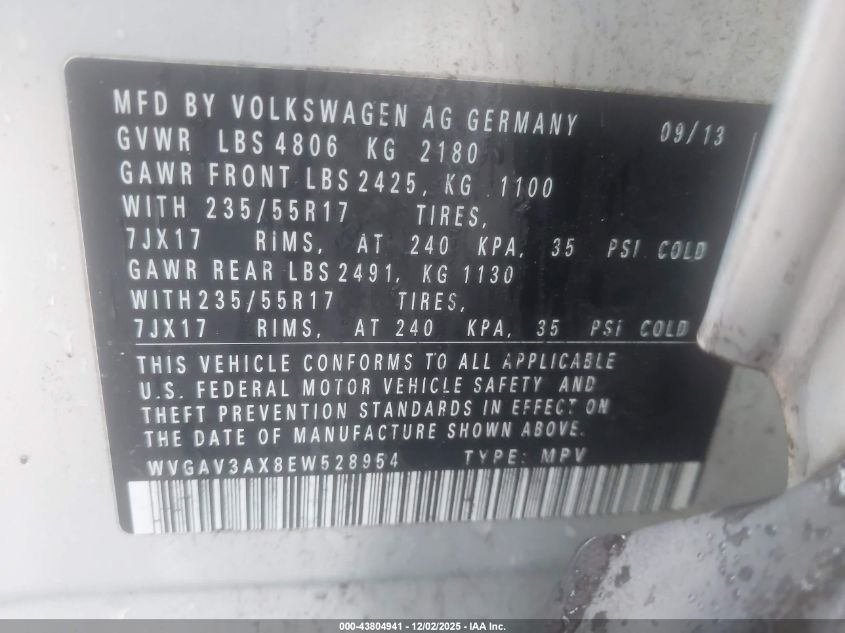 MFD BY VOLKSWAGEN AG GERMANY 09/13
GVWR LBS 4806 KG 2180
GAWR FRONT LBS 2425, KG 1100
WITH 235/55R17 TIRES,
7JX17 RIMS, AT 240 KPA, 35 PSI COLD
GAWR REAR LBS 2491, KG 1130
WITH 235/55R17 TIRES,
7JX17 RIMS, AT 240 KPA, 35 PSI COLD
THIS VEHICLE CONFORMS TO ALL APPLICABLE
U.S. FEDERAL MOTOR VEHICLE SAFETY AND
THEFT PREVENTION STANDARDS IN EFFECT ON
THE DATE OF MANUFACTURE SHOWN ABOVE.
WVGAV3AX8EW528954 TYPE: MPV
000-43804941 - 12/02/2025 - IAA Inc.